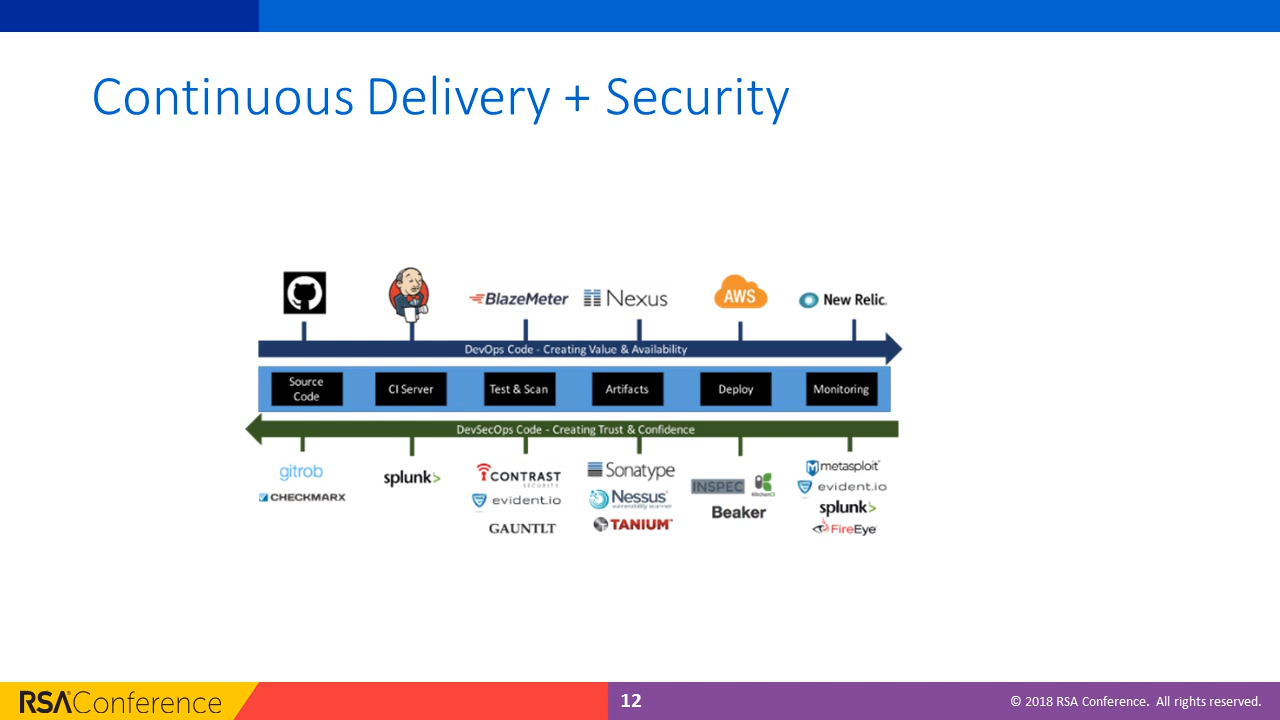 Continuous Delivery + Security
BlazeMeter
Nexus
AWS
New Relic.
DevOps Code - Creating Value & Availability
Source
Code
CI Server
Test & Scan
Artifacts
Deploy
Monitoring
DevSecOps Code - Creating Trust & Confidence
gitrob
CHECKMARX
splunk>
CONTRAST
SECURITY
evident.io
GAUNTLT
Sonatype
Nessus
vulnerability scanner
TANIUM
INSPEC
KitchenCI
Beaker
metasploit
evident.io
splunk>
FireEye
RSAConference
12
© 2018 RSA Conference. All rights reserved.